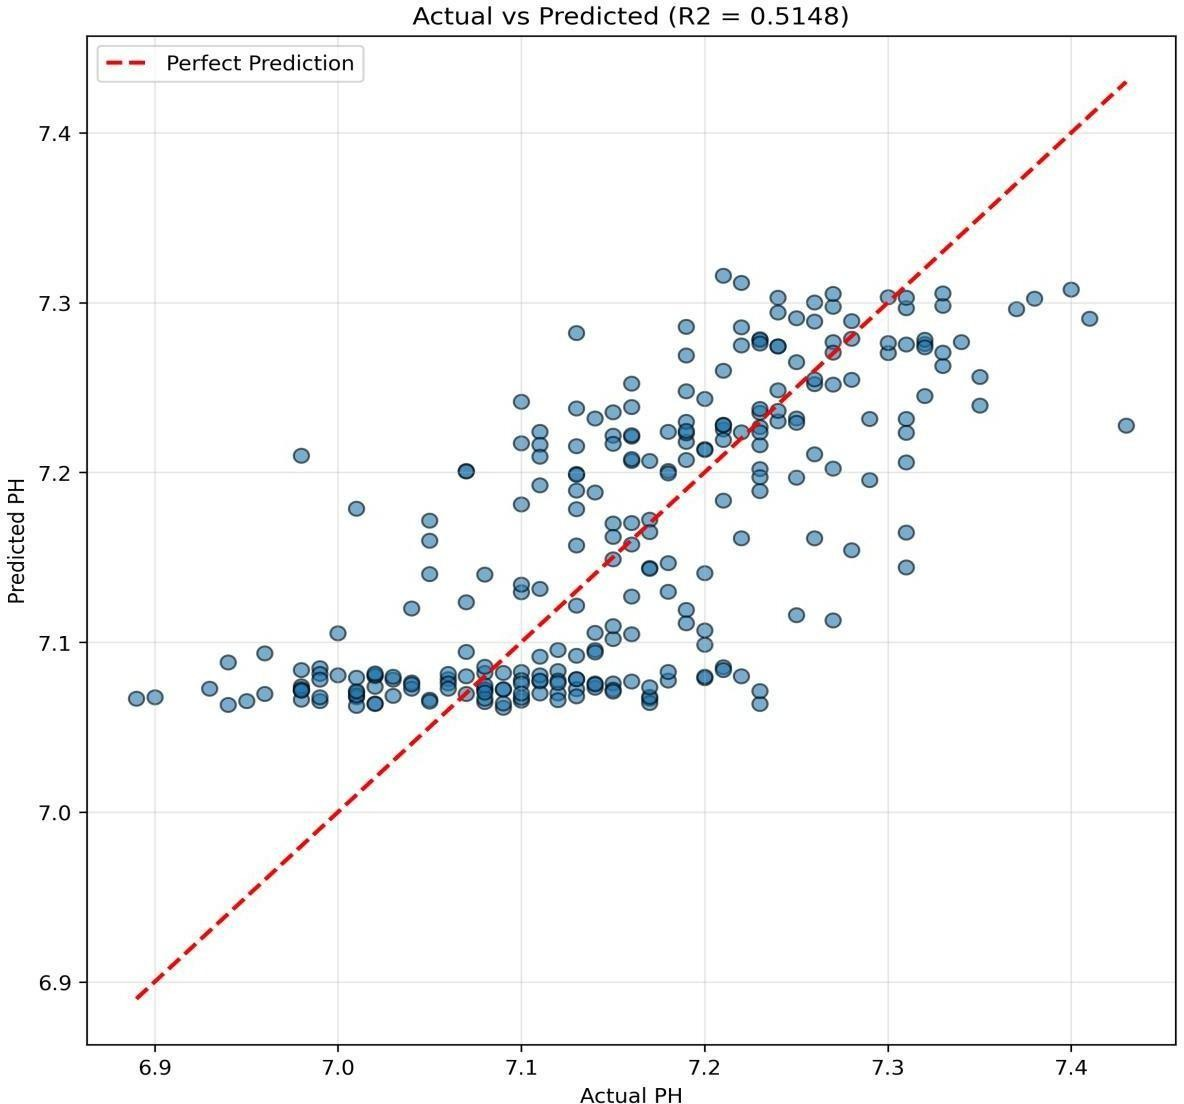 Actual vs Predicted (R2 = 0.5148)
Perfect Prediction
7.4
7.3
7.2
7.1
7.0
6.9
Predicted PH
6.9 7.0 7.1 7.2 7.3 7.4
Actual PH